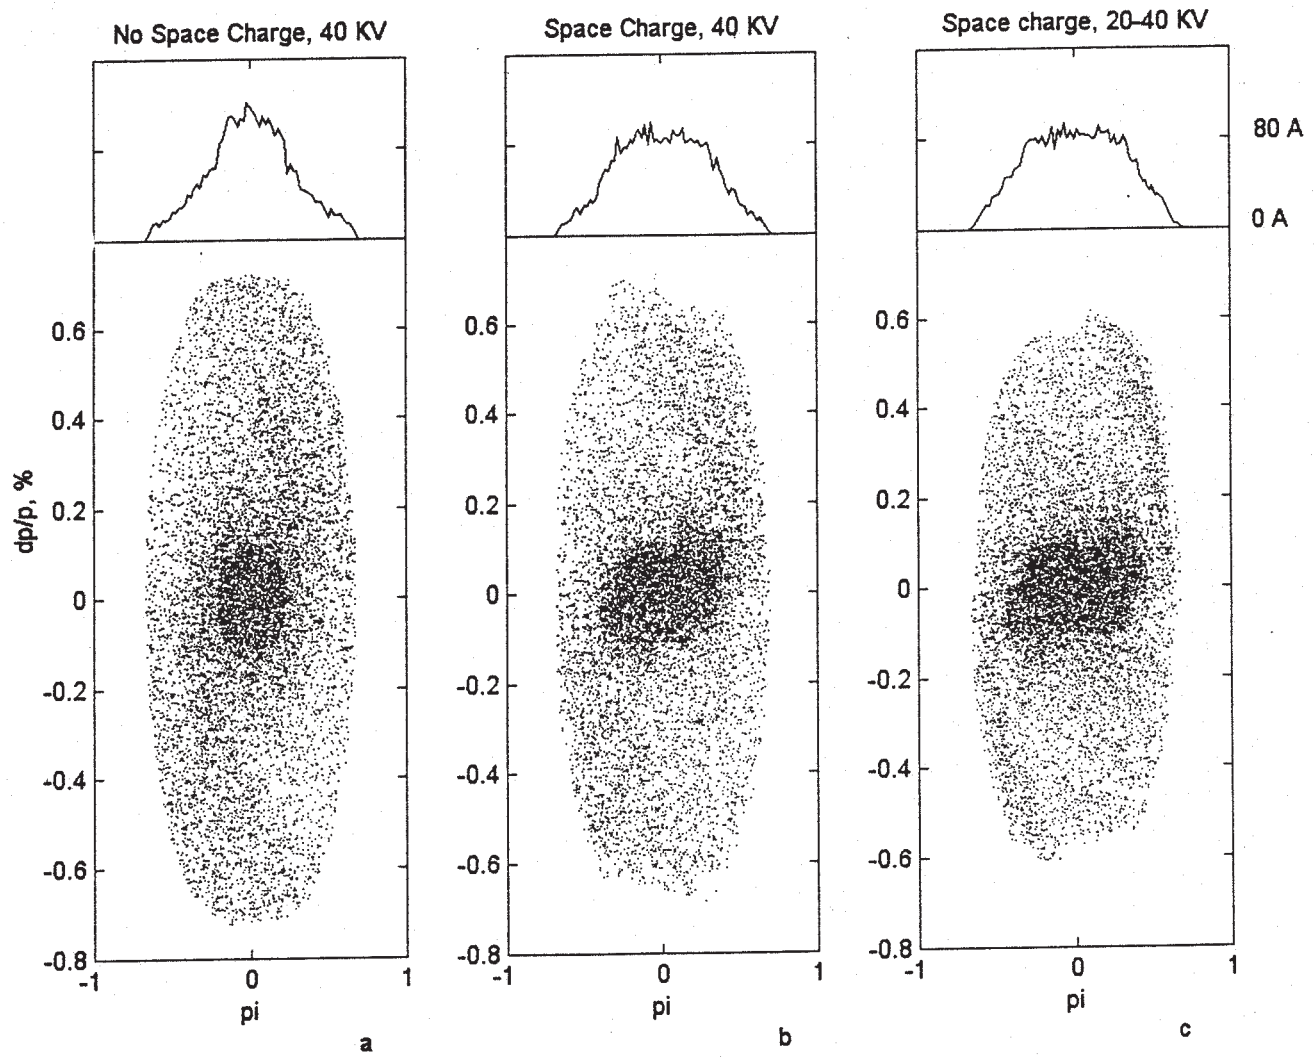 No Space Charge, 40 KV
Space Charge, 40 KV
Space charge, 20-40 KV
80 A
0 A
dp/p, %
0.6
0.4
0.2
0
-0.2
-0.4
-0.6
-0.8
-1
0
1
pi
a
0.6
0.4
0.2
0
-0.2
-0.4
-0.6
-0.8
-1
0
1
pi
b
0.6
0.4
0.2
0
-0.2
-0.4
-0.6
-0.8
-1
0
1
pi
c